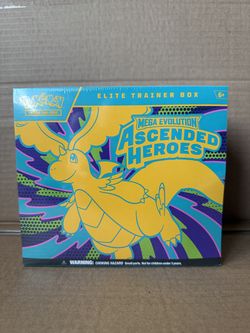 Pokémon
ELITE TRAINER BOX
6+
MEGA EVOLUTION
ASCENDED
HEROES
WARNING: CHOKING HAZARD - Small parts. Not for children under 3 years.